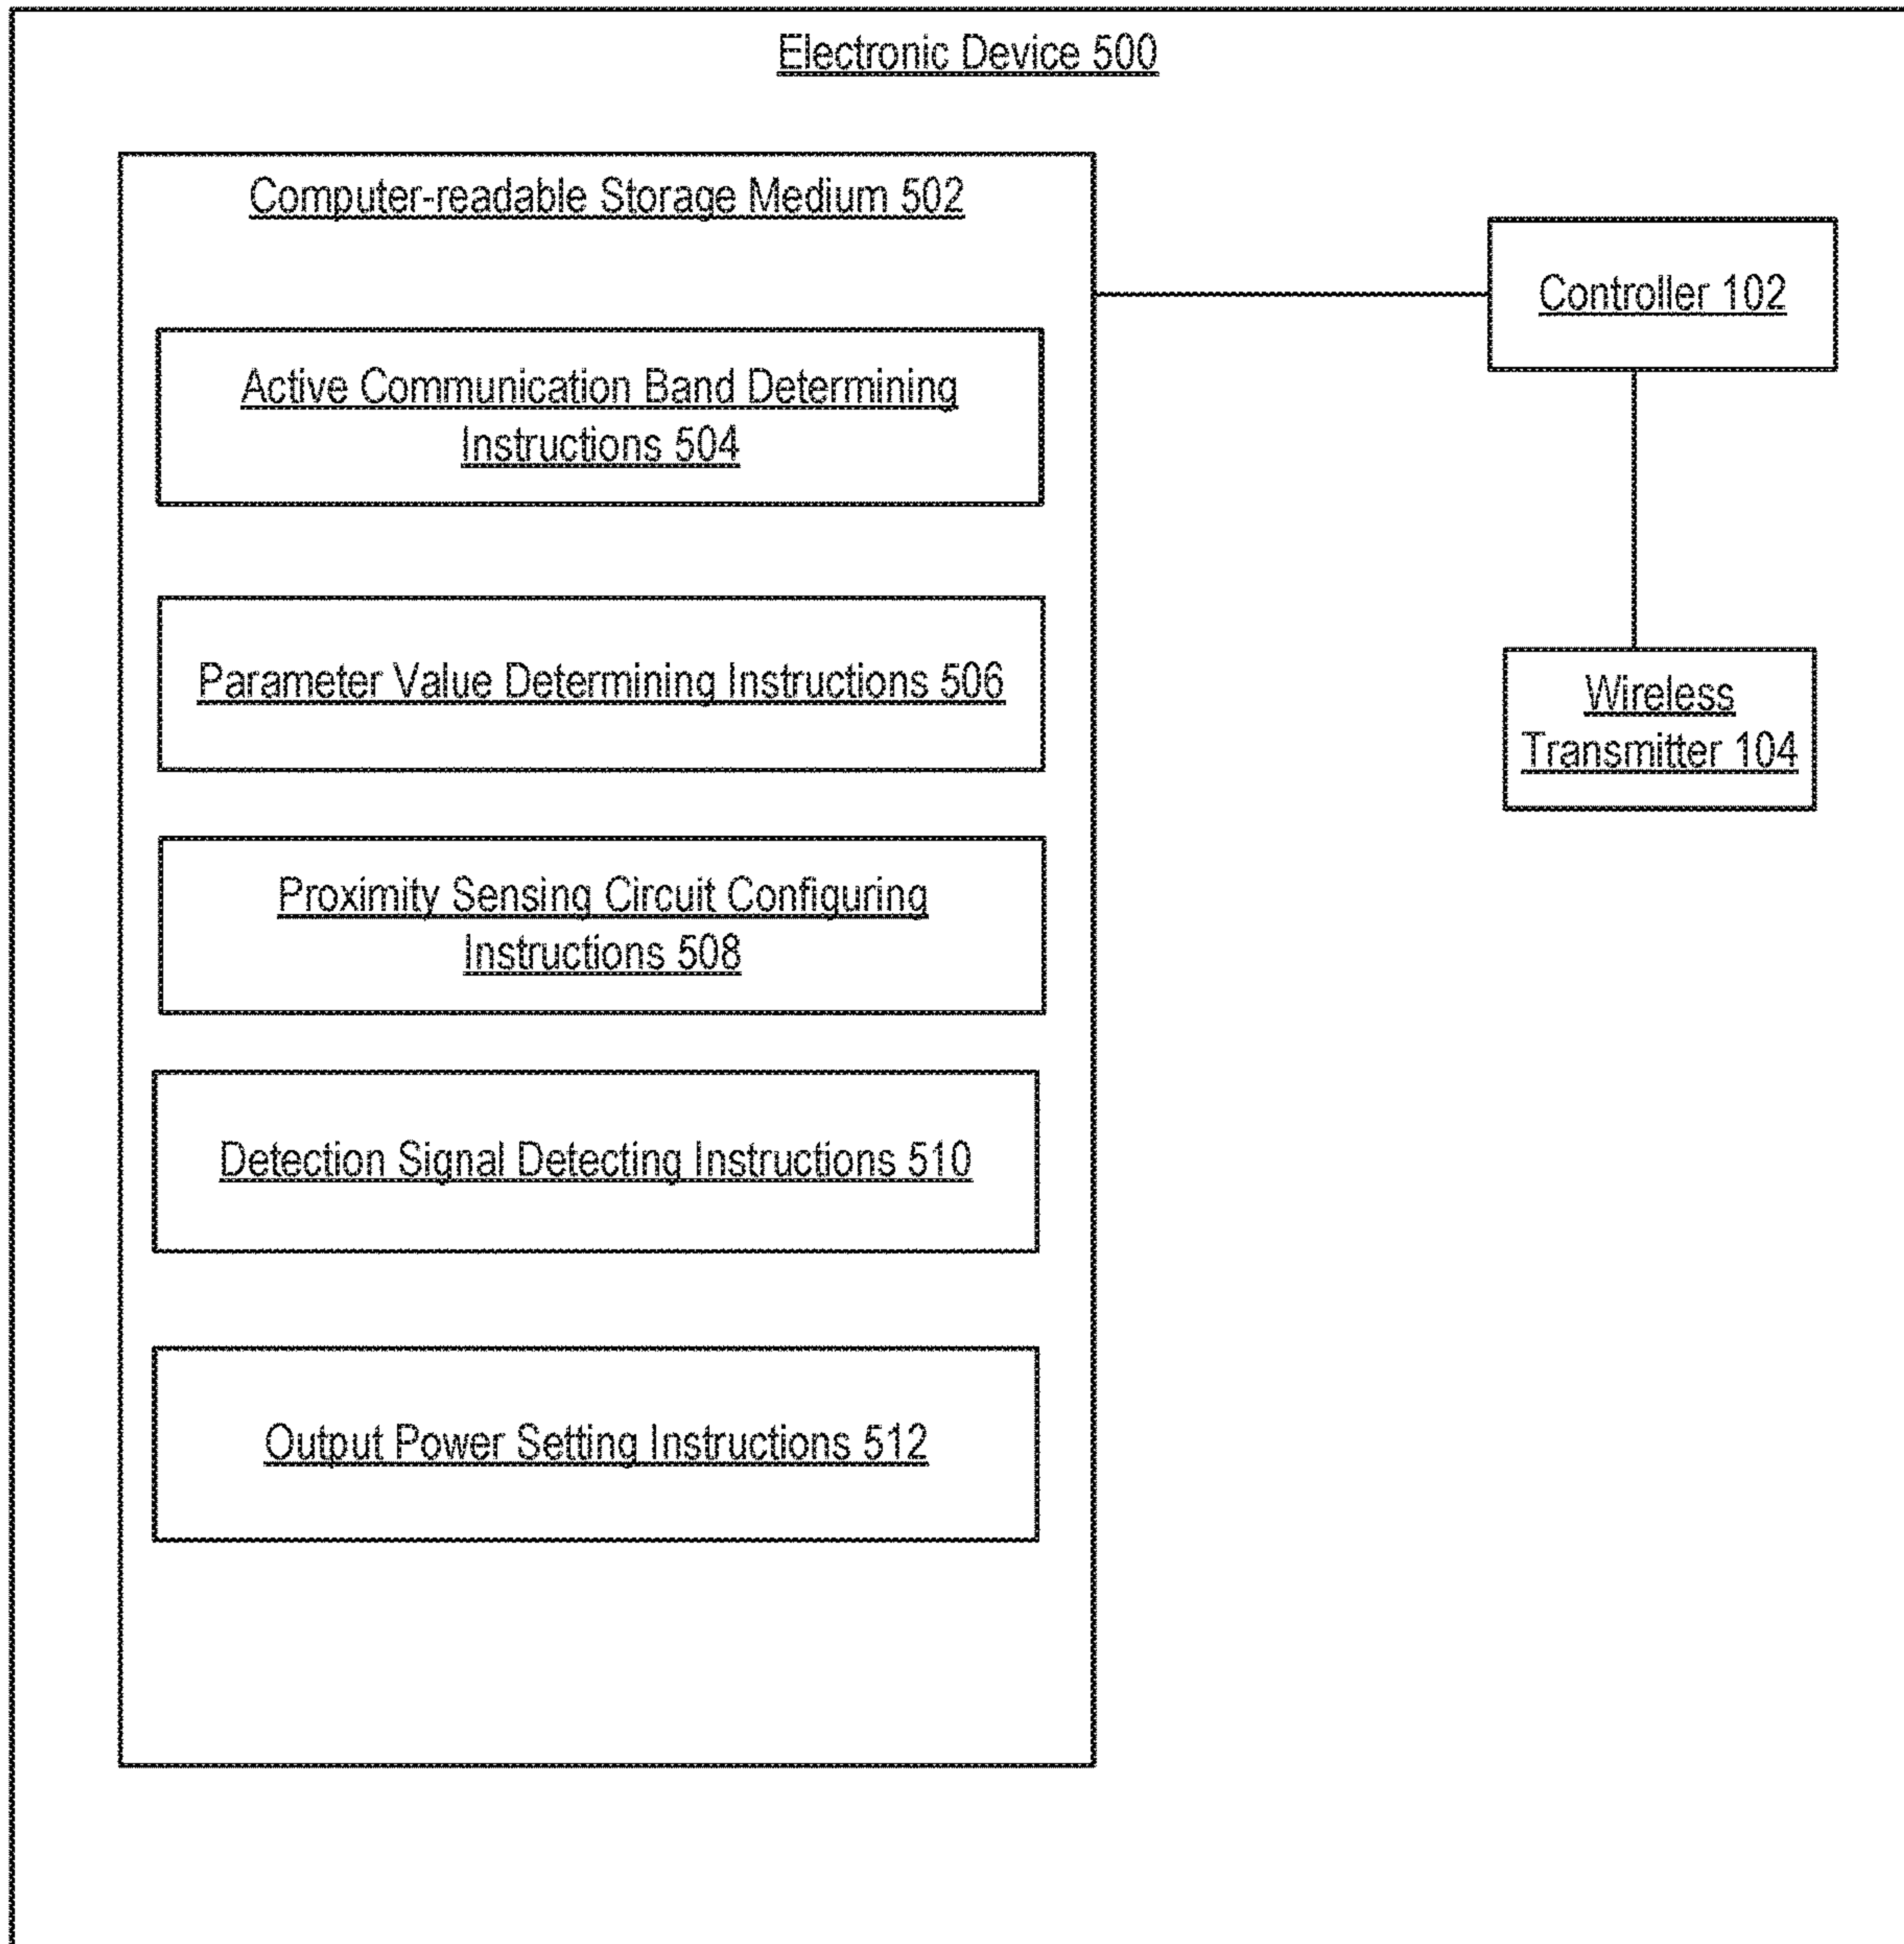 Electronic Device 500
Computer-readable Storage Medium 502
Active Communication Band Determining
Instructions 504
Parameter Value Determining Instructions 506
Proximity Sensing Circuit Configuring
Instructions 508
Detection Signal Detecting Instructions 510
Output Power Setting Instructions 512
Controller 102
Wireless
Transmitter 104